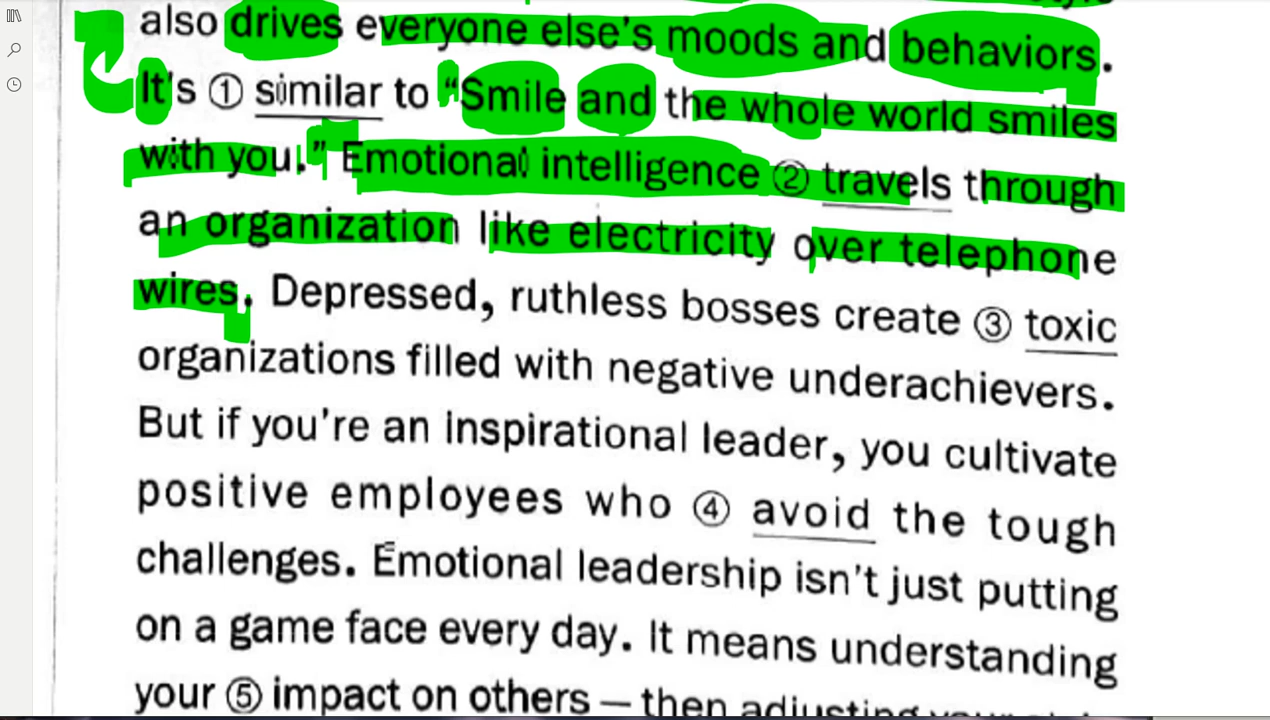 also drives everyone else's moods and behaviors.
It's ① similar to “Smile and the whole world smiles
with you.” Emotional intelligence ② travels through
an organization like electricity over telephone
wires. Depressed, ruthless bosses create ③ toxic
organizations filled with negative underachievers.
But if you're an inspirational leader, you cultivate
positive employees who ④ avoid the tough
challenges. Emotional leadership isn't just putting
on a game face every day. It means understanding
your ⑤ impact on others — then adjusting your